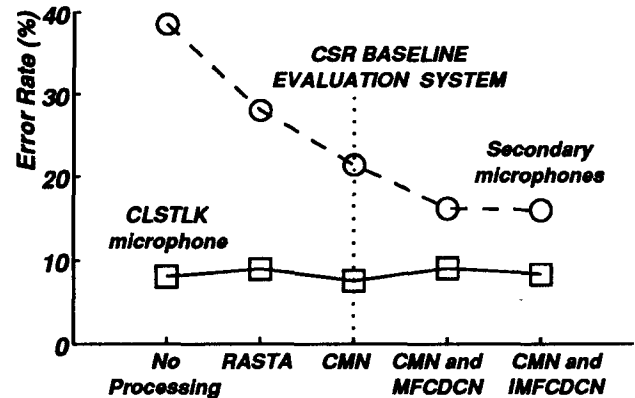 Error Rate (%)
40
30
20
10
0
CSR BASELINE
EVALUATION SYSTEM
Secondary
microphones
CLSTLK
microphone
No
Processing
RASTA
CMN
CMN and
MFCDCN
CMN and
IMFCDCN